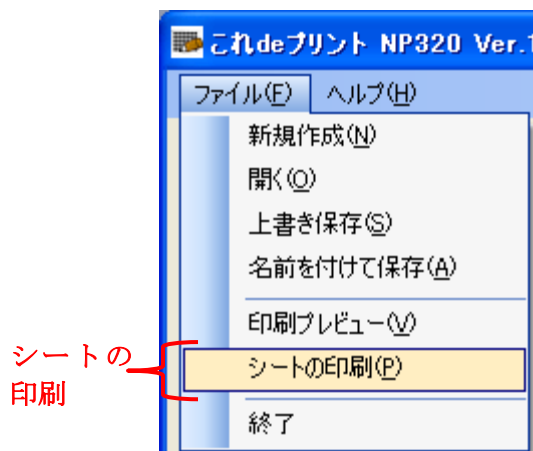 これdeプリント NP320 Ver.1
ファイル(F) ヘルプ(H)
新規作成(N)
開く(O)
上書き保存(S)
名前を付けて保存(A)
印刷プレビュー(V)
シートの印刷(P)
終了
シートの
印刷